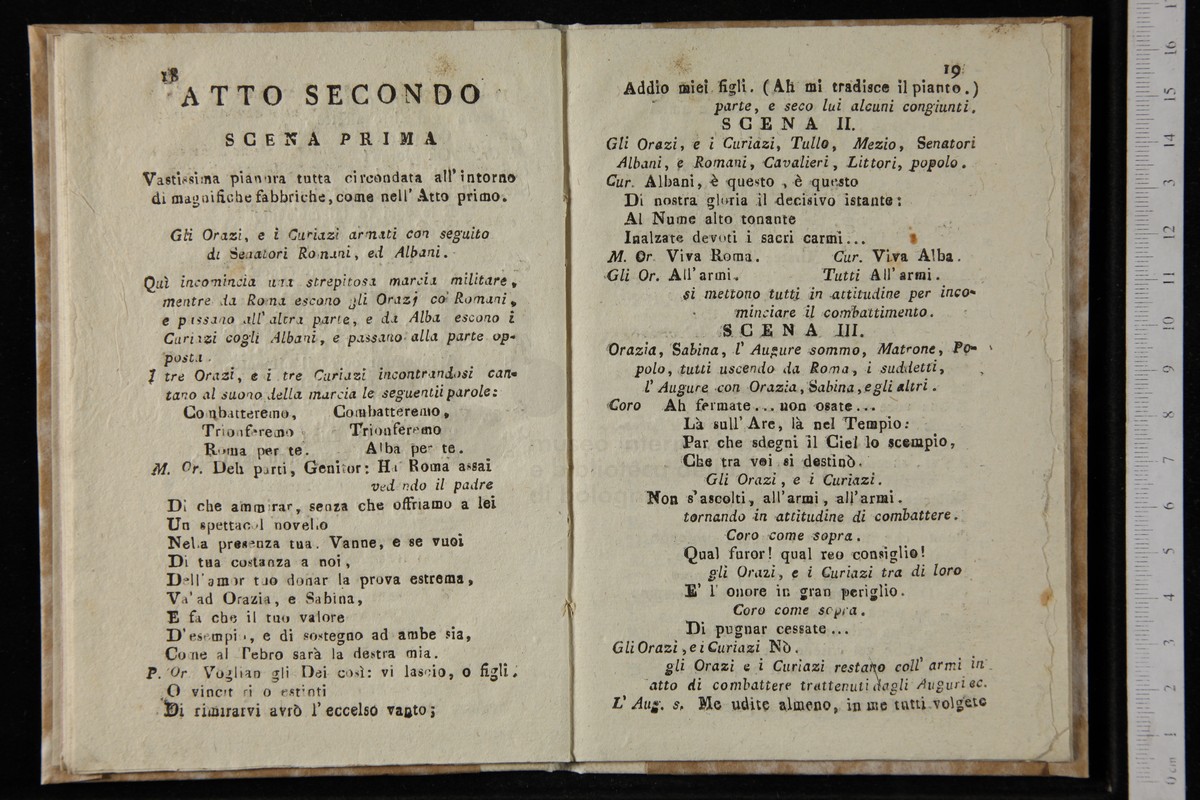 18
ATTO SECONDO
SCENA PRIMA
Vastissima pianura tutta circondata all' intorno
di magnifiche fabbriche, come nell' Atto primo.
Gli Orazi, e i Curiazi armati con seguito
di Senatori Romani, ed Albani.
Quì incomincia una strepitosa marcia militare,
mentre da Roma escono gli Orazj co' Romani,
e passano all' altra parte, e da Alba escono i
Curiazi cogli Albani, e passano alla parte op-
posta.
I tre Orazi, e i tre Curiazi incontrandosi can-
tano al suono della marcia le seguentii parole:
Combatteremo, Combatteremo,
Trionferemo Trionferemo
Roma per te. Alba per te.
M. Or. Deh parti, Genitor: Ha Roma assai
vedendo il padre
Di che ammirar, senza che offriamo a lei
Un spettacol novello
Nella presenza tua. Vanne, e se vuoi
Di tua costanza a noi,
Dell'amor tuo donar la prova estrema,
Va' ad Orazia, e Sabina,
E fa che il tuo valore
D'esempio, e di sostegno ad ambe sia,
Come al Tebro sarà la destra mia.
P. Or Voglian gli Dei così: vi lascio, o figli.
O vincitori o estinti
Di rimirarvi avrò l'eccelso vanto;
19
Addio miei figli. (Ah mi tradisce il pianto.)
parte, e seco lui alcuni congiunti.
SCENA II.
Gli Orazi, e i Curiazi, Tullo, Mezio, Senatori
Albani, e Romani, Cavalieri, Littori, popolo.
Cur. Albani, è questo, è questo
Di nostra gloria il decisivo istante:
Al Nume alto tonante
Inalzate devoti i sacri carmi...
M. Or. Viva Roma. Cur. Viva Alba.
Gli Or. All'armi. Tutti All'armi.
si mettono tutti in attitudine per inco-
minciare il combattimento.
SCENA III.
Orazia, Sabina, l' Augure sommo, Matrone, Po-
polo, tutti uscendo da Roma, i suddetti,
l' Augure con Orazia, Sabina, e gli altri.
Coro Ah fermate... non osate...
Là sull' Are, là nel Tempio:
Par che sdegni il Ciel lo scempio,
Che tra voi si destinò.
Gli Orazi, e i Curiazi.
Non s'ascolti, all'armi, all'armi.
tornando in attitudine di combattere.
Coro come sopra.
Qual furor! qual reo consiglio!
gli Orazi, e i Curiazi tra di loro
E' l' onore in gran periglio.
Coro come sopra.
Di pugnar cessate...
Gli Orazi, e i Curiazi Nò.
gli Orazi e i Curiazi restano coll' armi in
atto di combattere trattenuti dagli Auguri ec.
L' Aug. s. Me udite almeno, in me tutti volgete